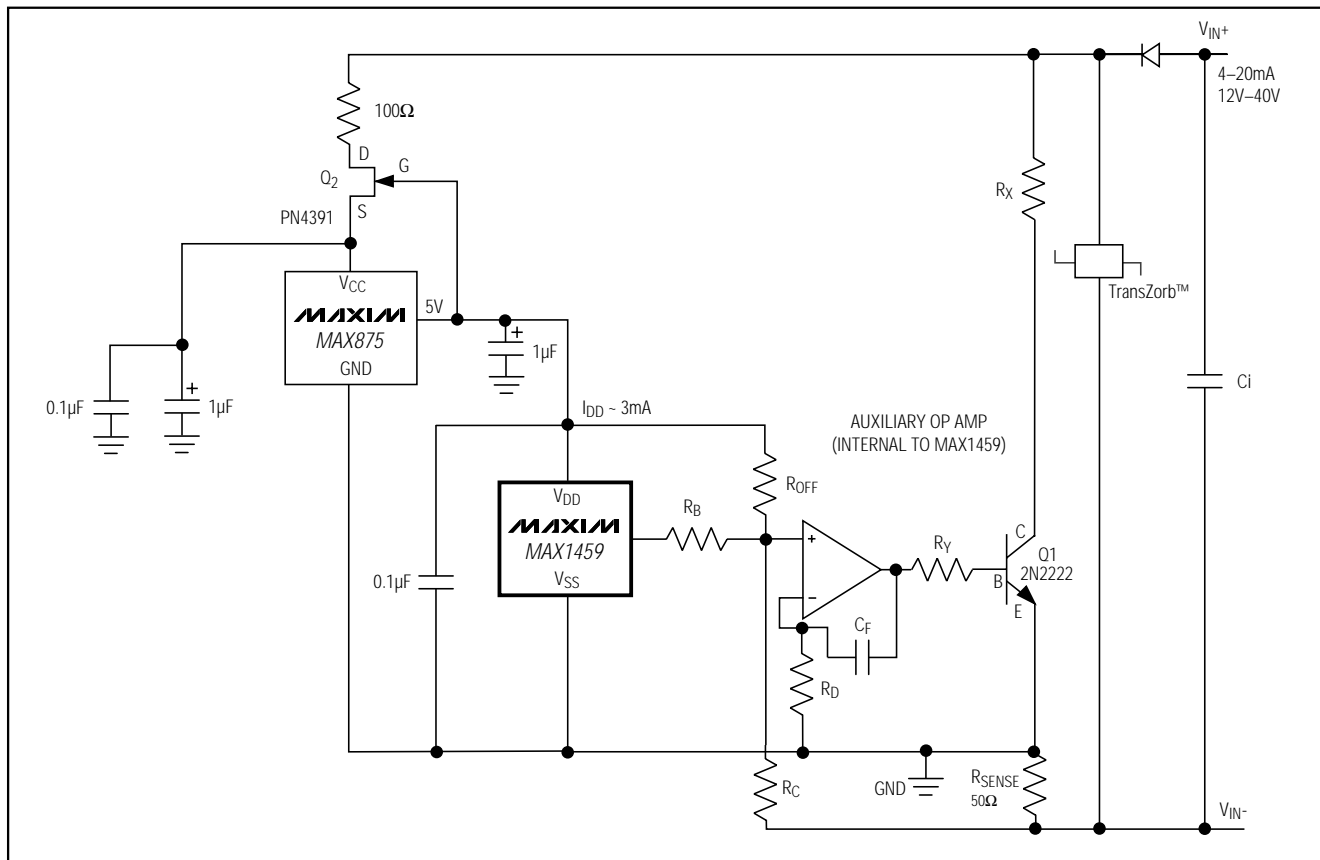 VIN+
4–20mA
12V–40V
100Ω
D
G
Q2
S
PN4391
RX
VCC
MAXIM
MAX875
GND
5V
TransZorb™
+
1µF
0.1µF
+
1µF
Ci
IDD ~ 3mA
AUXILIARY OP AMP
(INTERNAL TO MAX1459)
ROFF
VDD
MAXIM
MAX1459
VSS
RB
0.1µF
+
−
RY
C
B
E
Q1
2N2222
CF
RD
RC
GND
RSENSE
50Ω
VIN-